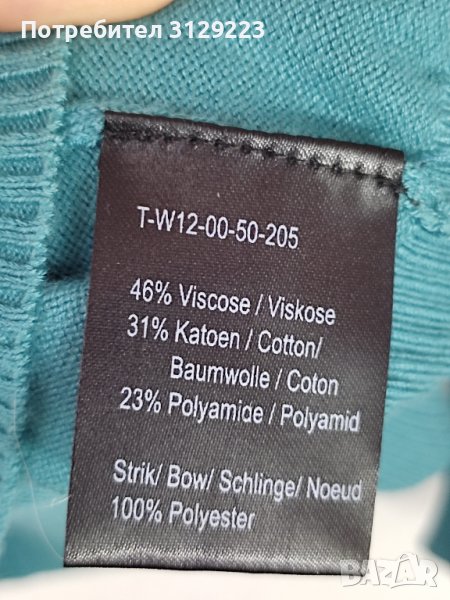 Потребител 3129223
T-W12-00-50-205
46% Viscose / Viskose
31% Katoen / Cotton/
Baumwolle / Coton
23% Polyamide / Polyamid
Strik/ Bow/ Schlinge/ Noeud
100% Polyester
BAZAR